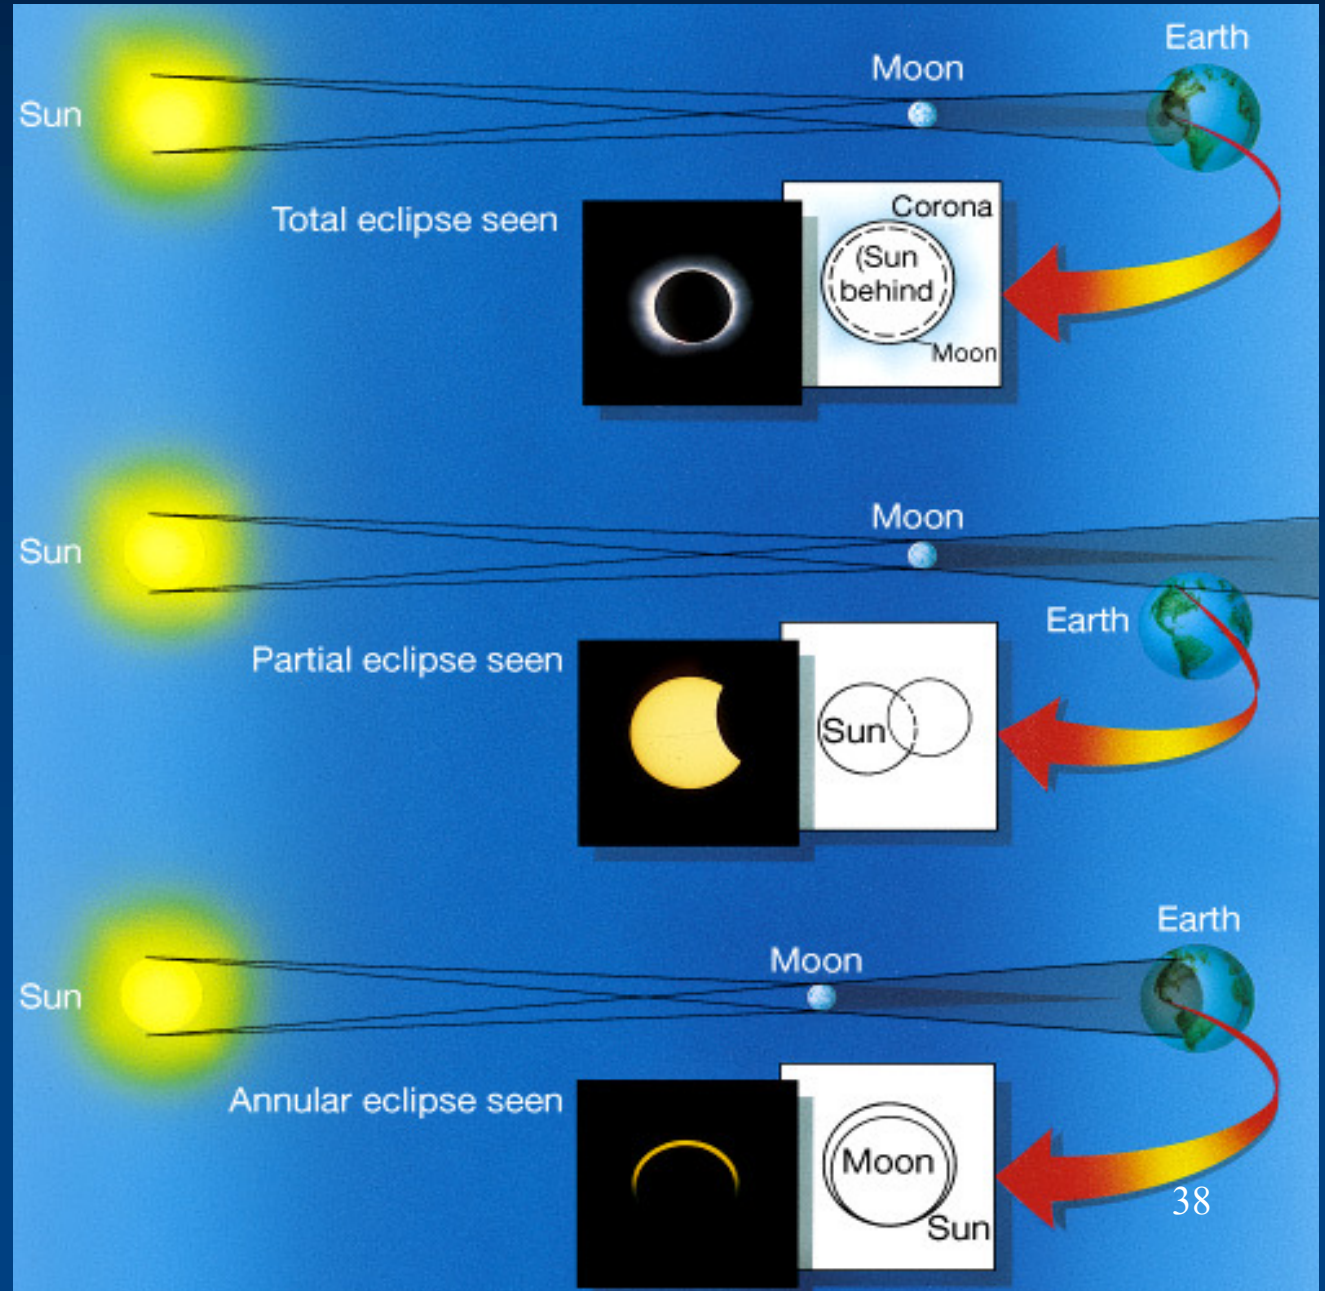 Earth
Moon
Sun
Total eclipse seen
Corona
(Sun
behind
Moon
Moon
Sun
Earth
Partial eclipse seen
Sun
Earth
Moon
Sun
Annular eclipse seen
Moon
Sun
38